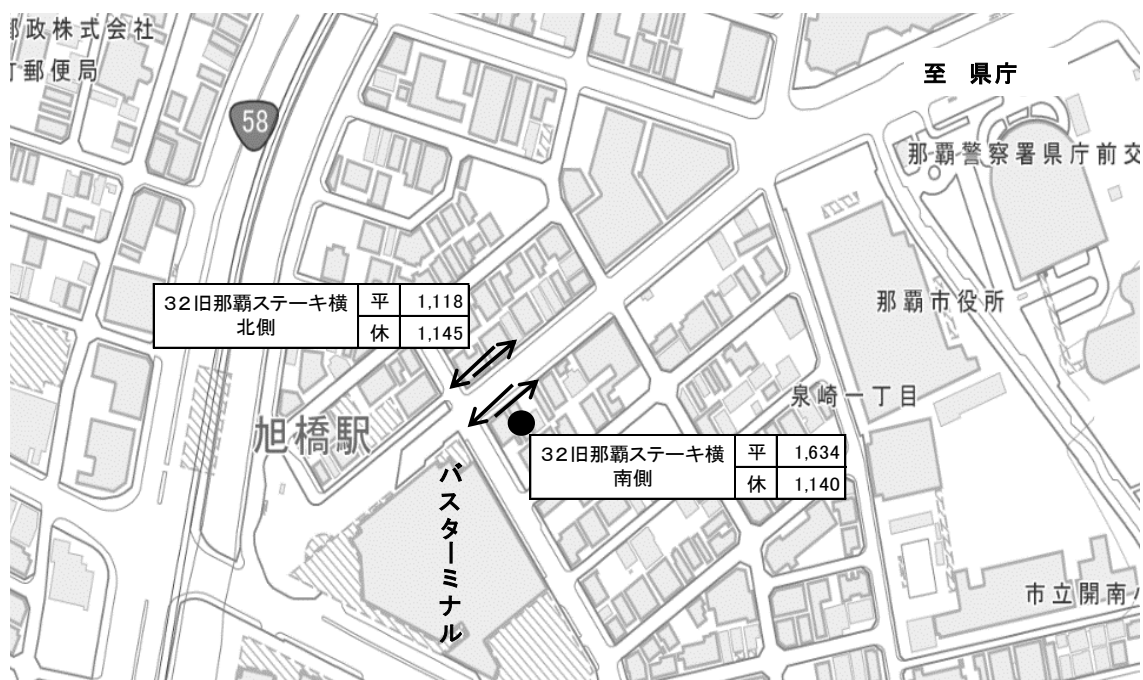 郵政株式会社
丁郵便局
58
至　県庁
那覇警察署県庁前交
32旧那覇ステーキ横
北側
平 1,118
休 1,145
那覇市役所
泉崎一丁目
旭橋駅
32旧那覇ステーキ横
南側
平 1,634
休 1,140
バスターミナル
市立開南小